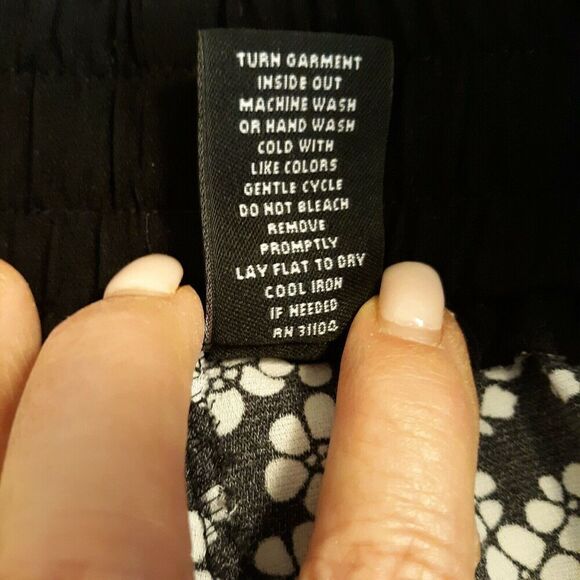 TURN GARMENT
INSIDE OUT
MACHINE WASH
OR HAND WASH
COLD WITH
LIKE COLORS
GENTLE CYCLE
DO NOT BLEACH
REMOVE
PROMPTLY
LAY FLAT TO DRY
COOL IRON
IF NEEDED
RN 31104